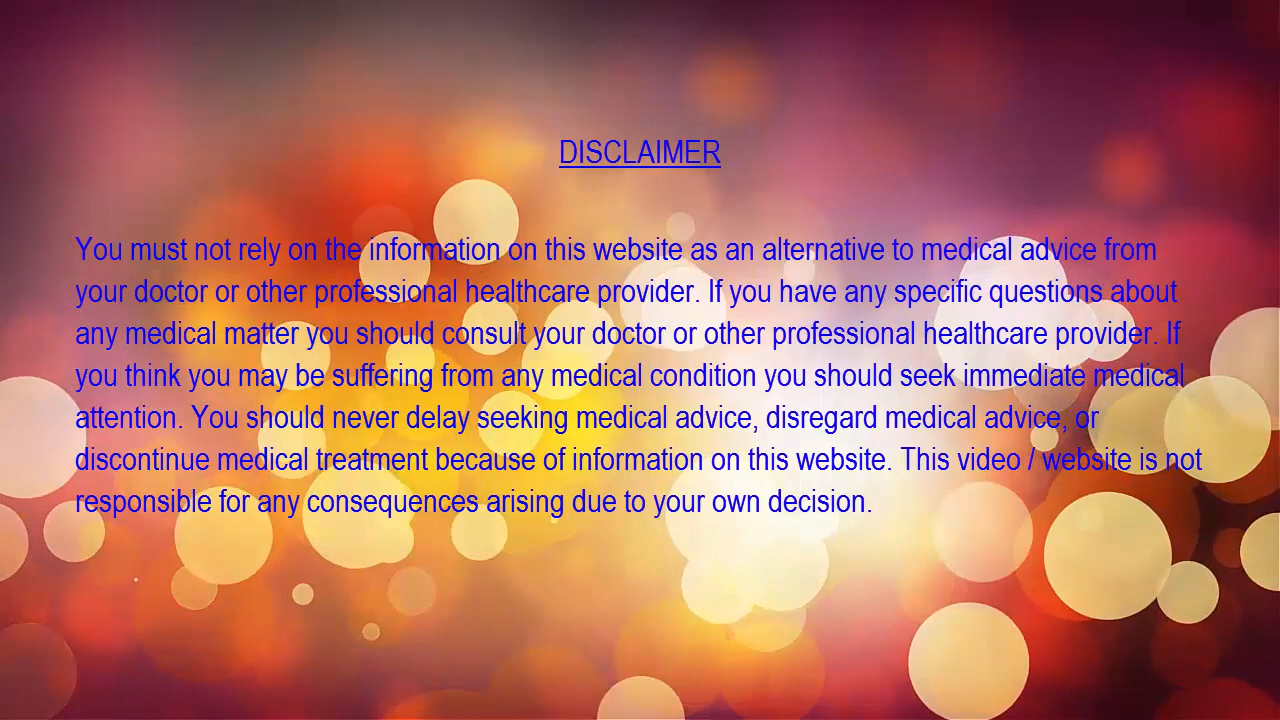 DISCLAIMER
You must not rely on the information on this website as an alternative to medical advice from
your doctor or other professional healthcare provider. If you have any specific questions about
any medical matter you should consult your doctor or other professional healthcare provider. If
you think you may be suffering from any medical condition you should seek immediate medical
attention. You should never delay seeking medical advice, disregard medical advice, or
discontinue medical treatment because of information on this website. This video / website is not
responsible for any consequences arising due to your own decision.